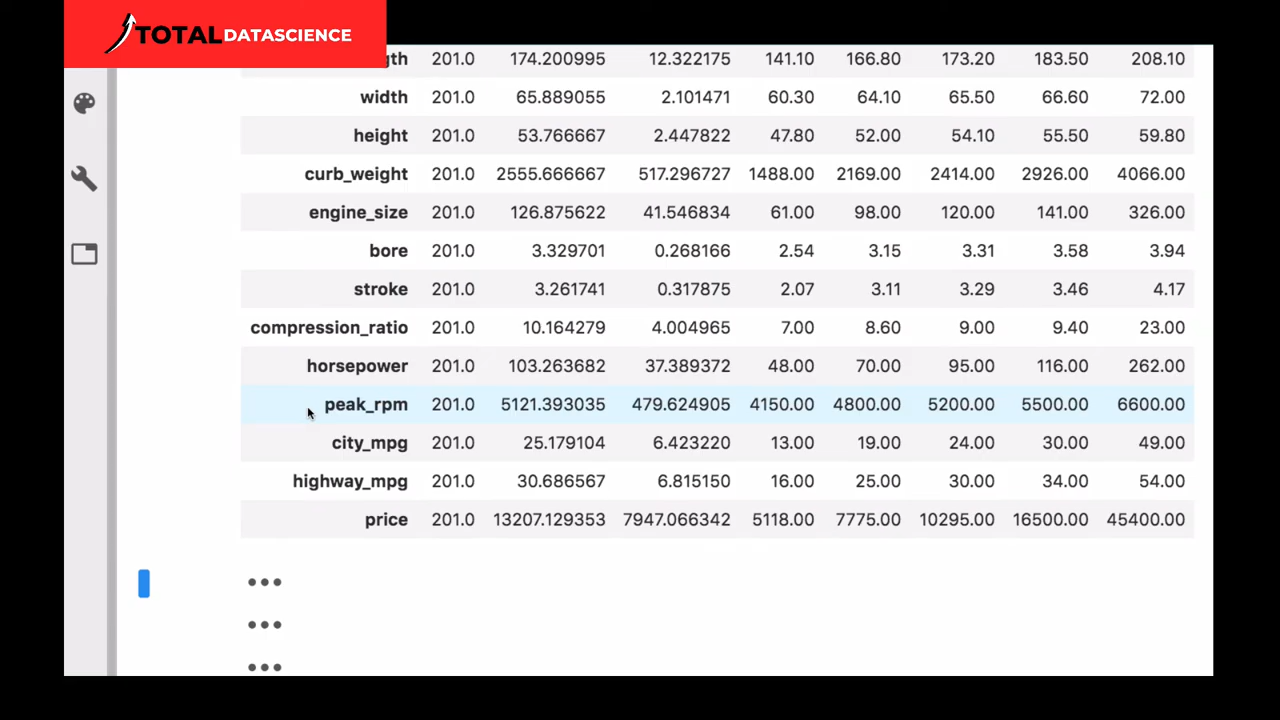 TOTALDATASCIENCE
gth 201.0 174.200995 12.322175 141.10 166.80 173.20 183.50 208.10
width 201.0 65.889055 2.101471 60.30 64.10 65.50 66.60 72.00
height 201.0 53.766667 2.447822 47.80 52.00 54.10 55.50 59.80
curb_weight 201.0 2555.666667 517.296727 1488.00 2169.00 2414.00 2926.00 4066.00
engine_size 201.0 126.875622 41.546834 61.00 98.00 120.00 141.00 326.00
bore 201.0 3.329701 0.268166 2.54 3.15 3.31 3.58 3.94
stroke 201.0 3.261741 0.317875 2.07 3.11 3.29 3.46 4.17
compression_ratio 201.0 10.164279 4.004965 7.00 8.60 9.00 9.40 23.00
horsepower 201.0 103.263682 37.389372 48.00 70.00 95.00 116.00 262.00
peak_rpm 201.0 5121.393035 479.624905 4150.00 4800.00 5200.00 5500.00 6600.00
city_mpg 201.0 25.179104 6.423220 13.00 19.00 24.00 30.00 49.00
highway_mpg 201.0 30.686567 6.815150 16.00 25.00 30.00 34.00 54.00
price 201.0 13207.129353 7947.066342 5118.00 7775.00 10295.00 16500.00 45400.00